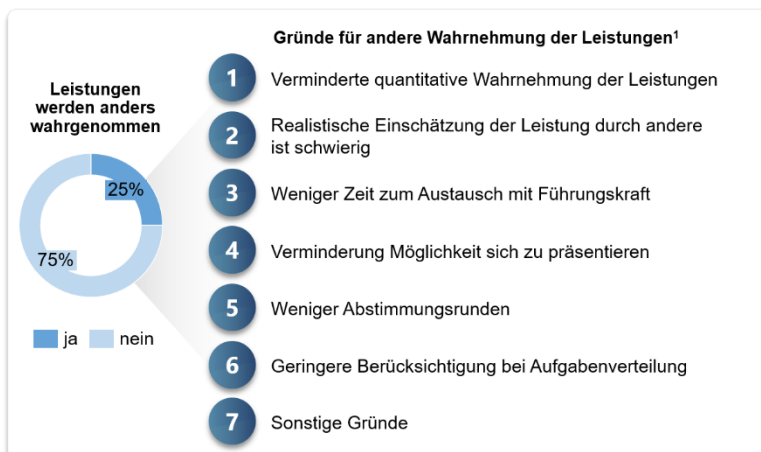 Gründe für andere Wahrnehmung der Leistungen¹
Leistungen
werden anders
wahrgenommen
25%
75%
ja
nein
1
Verminderte quantitative Wahrnehmung der Leistungen
2
Realistische Einschätzung der Leistung durch andere
ist schwierig
3
Weniger Zeit zum Austausch mit Führungskraft
4
Verminderung Möglichkeit sich zu präsentieren
5
Weniger Abstimmungsrunden
6
Geringere Berücksichtigung bei Aufgabenverteilung
7
Sonstige Gründe